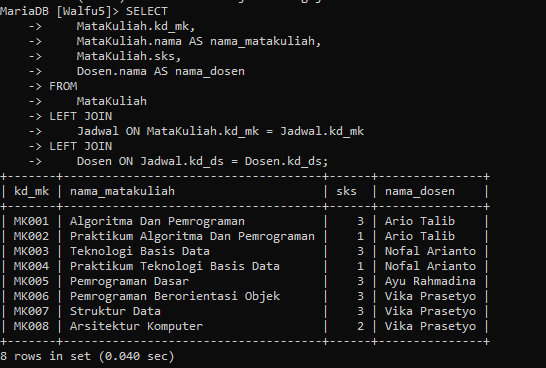 MariaDB [Walfu5]> SELECT
    ->     MataKuliah.kd_mk,
    ->     MataKuliah.nama AS nama_matakuliah,
    ->     MataKuliah.sks,
    ->     Dosen.nama AS nama_dosen
    -> FROM
    ->     MataKuliah
    -> LEFT JOIN
    ->     Jadwal ON MataKuliah.kd_mk = Jadwal.kd_mk
    -> LEFT JOIN
    ->     Dosen ON Jadwal.kd_ds = Dosen.kd_ds;
+-------+----------------------------------+------+---------------+
| kd_mk | nama_matakuliah                  | sks  | nama_dosen    |
+-------+----------------------------------+------+---------------+
| MK001 | Algoritma Dan Pemrograman        |    3 | Ario Talib    |
| MK002 | Praktikum Algoritma Dan Pemrograman |    1 | Ario Talib    |
| MK003 | Teknologi Basis Data             |    3 | Nofal Arianto |
| MK004 | Praktikum Teknologi Basis Data   |    1 | Nofal Arianto |
| MK005 | Pemrograman Dasar                |    3 | Ayu Rahmadina |
| MK006 | Pemrograman Berorientasi Objek   |    3 | Vika Prasetyo |
| MK007 | Struktur Data                    |    3 | Vika Prasetyo |
| MK008 | Arsitektur Komputer              |    2 | Vika Prasetyo |
+-------+----------------------------------+------+---------------+
8 rows in set (0.040 sec)